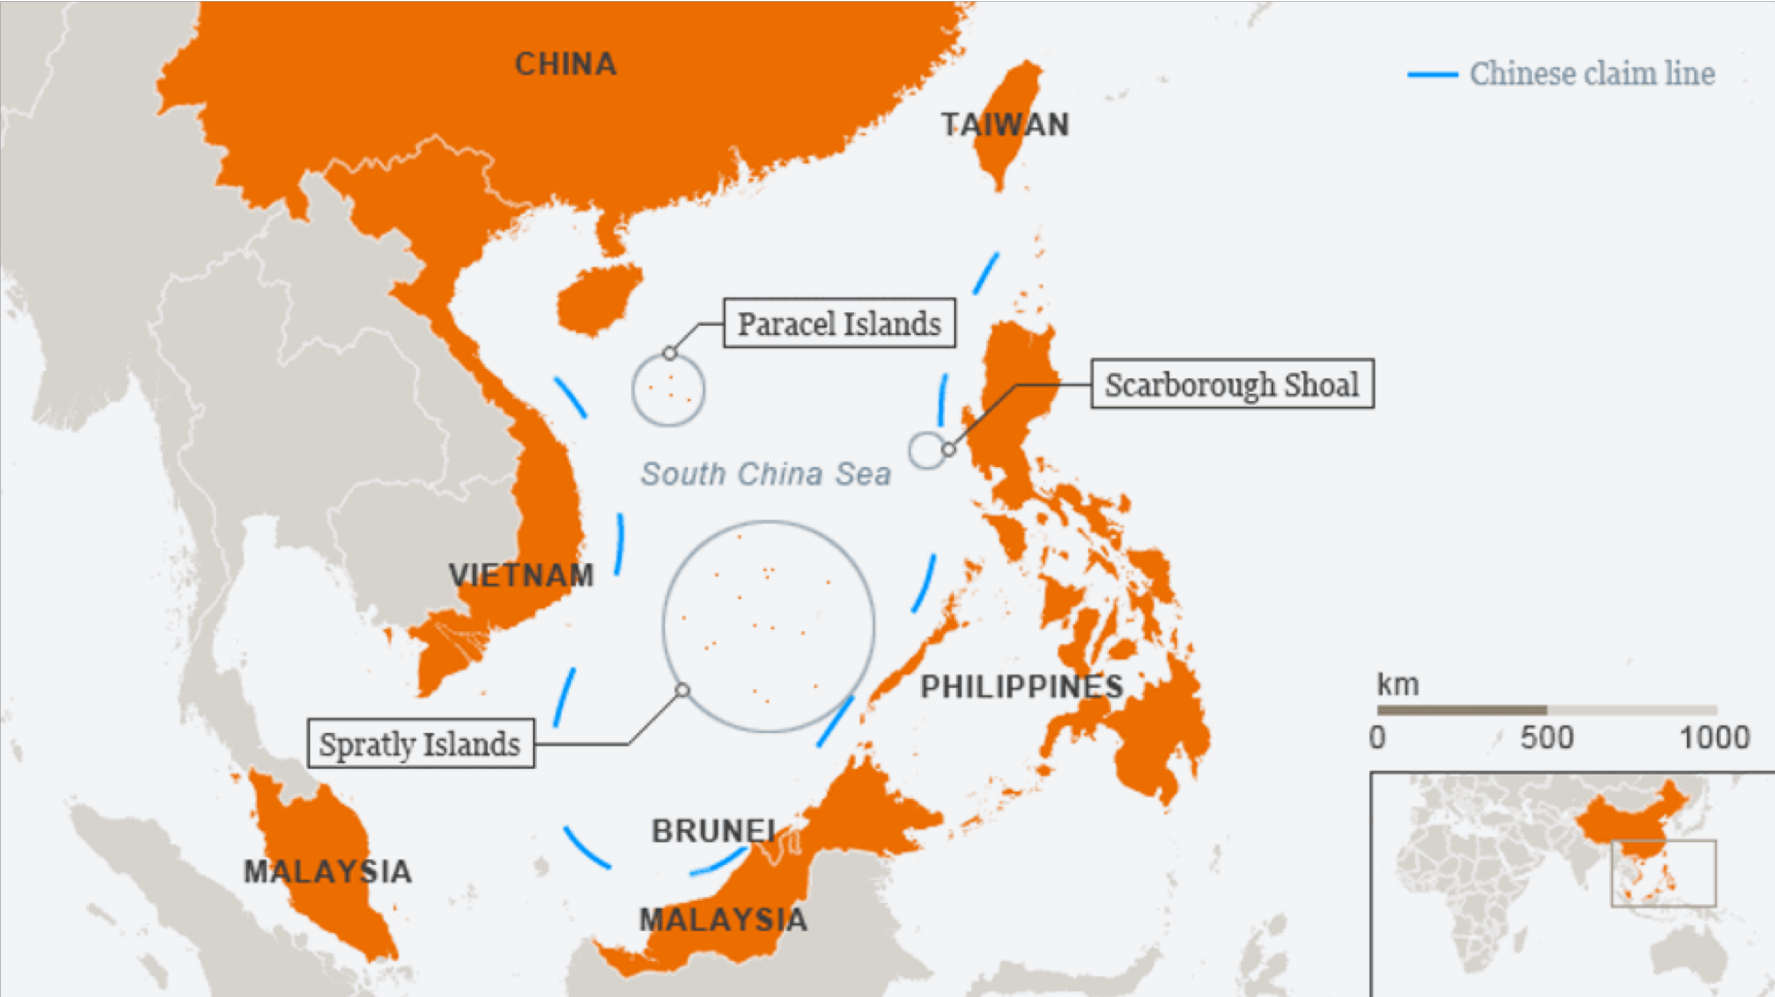 CHINA
Chinese claim line
TAIWAN
Paracel Islands
Scarborough Shoal
South China Sea
VIETNAM
PHILIPPINES
km
0 500 1000
Spratly Islands
BRUNEI
MALAYSIA
MALAYSIA